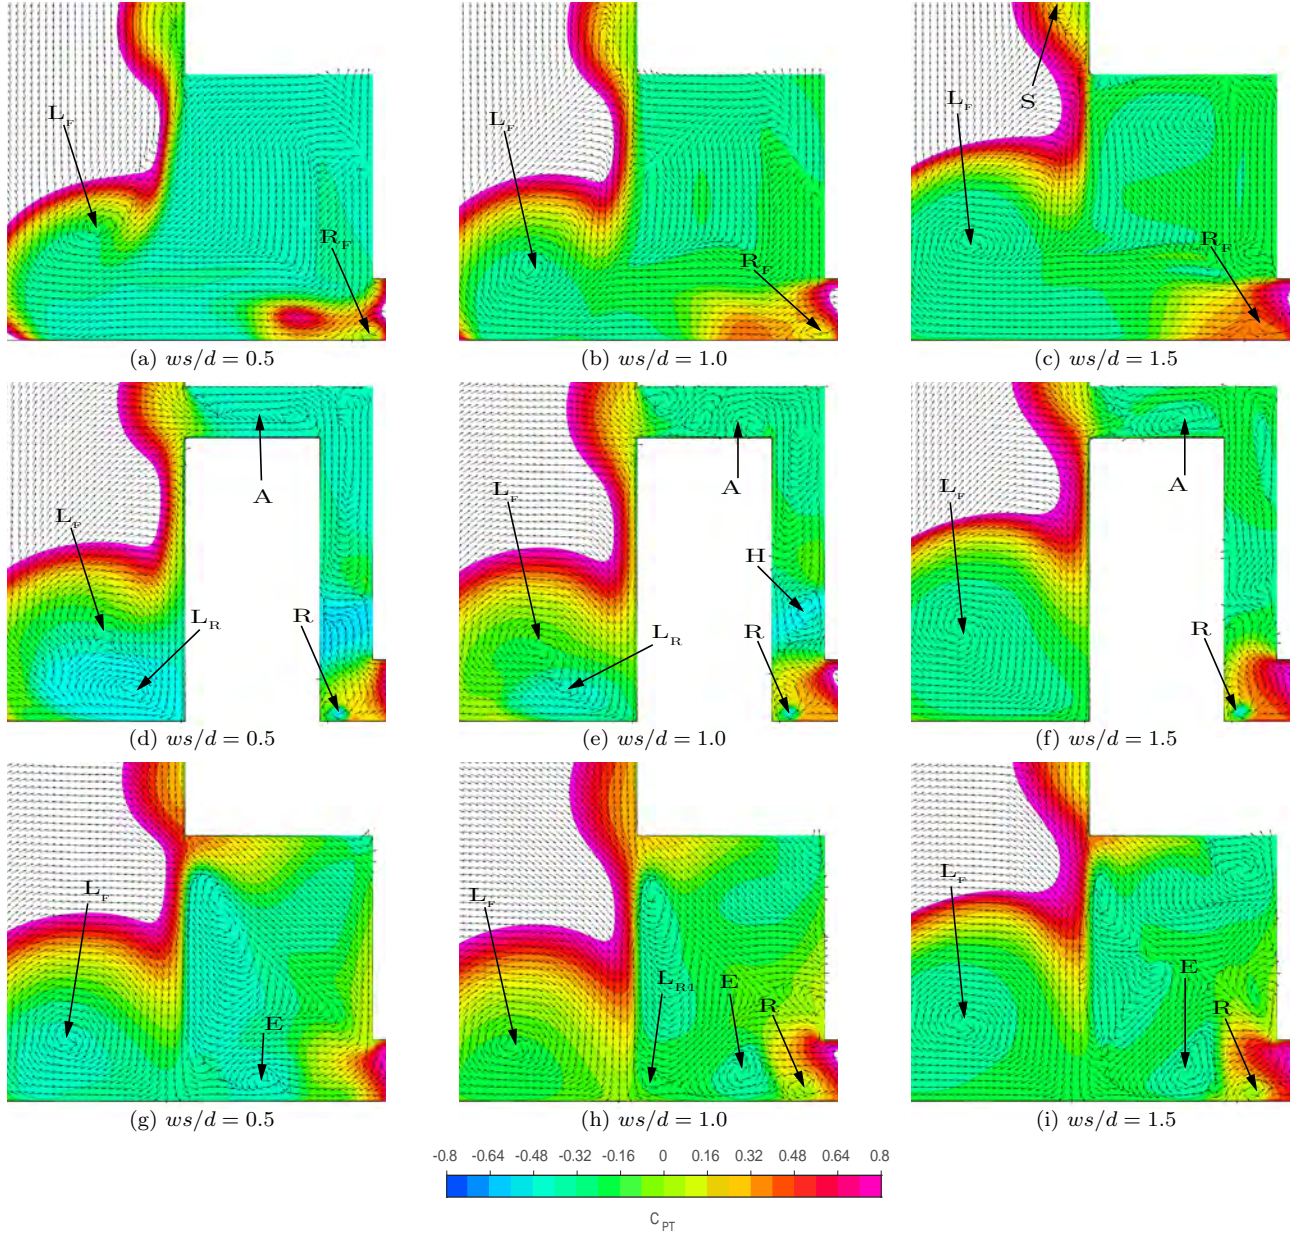 S
L_F
L_F
L_F
R_F
R_F
R_F
(a) ws/d = 0.5
(b) ws/d = 1.0
(c) ws/d = 1.5
A
A
A
L_F
L_F
L_F
H
L_R
R
L_R
R
R
(d) ws/d = 0.5
(e) ws/d = 1.0
(f) ws/d = 1.5
L_F
L_F
L_F
E
L_R1
E
R
E
R
(g) ws/d = 0.5
(h) ws/d = 1.0
(i) ws/d = 1.5
-0.8 -0.64 -0.48 -0.32 -0.16 0 0.16 0.32 0.48 0.64 0.8
C_PT